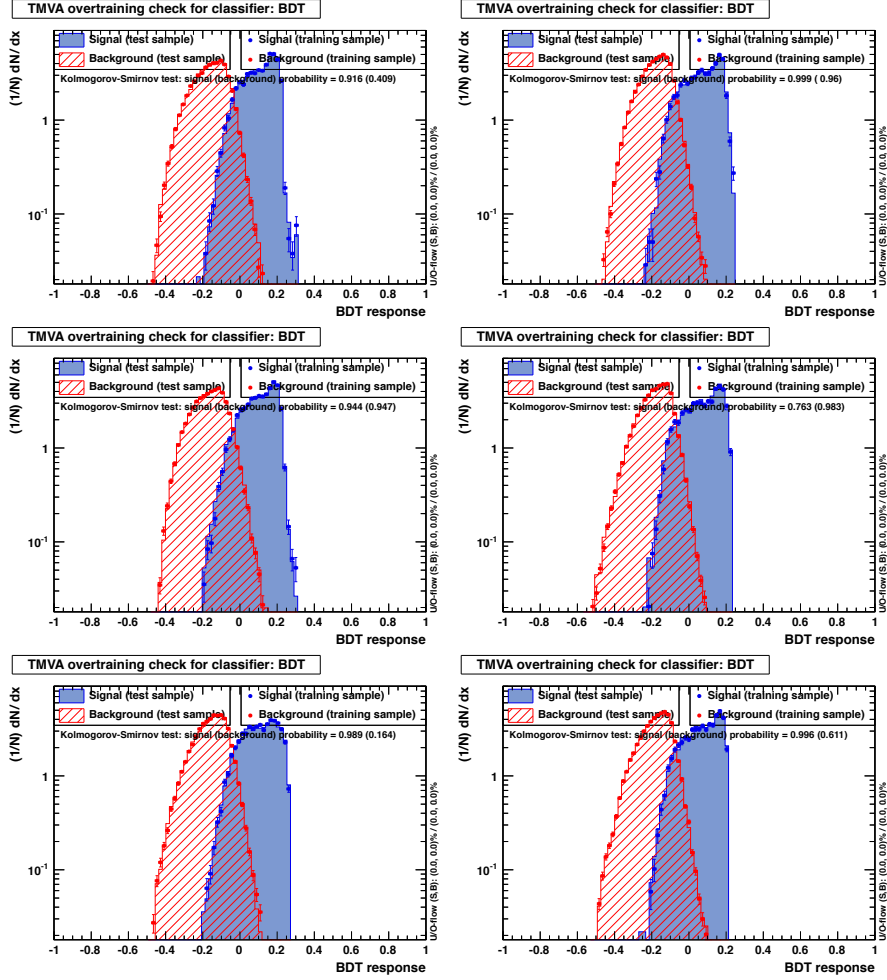 TMVA overtraining check for classifier: BDT
(1/N) dN/dx
Signal (test sample)
Signal (training sample)
Background (test sample)
Background (training sample)
Kolmogorov-Smirnov test: signal (background) probability = 0.916 (0.409)
1
10-1
U/O-flow (S,B): (0.0, 0.0)% / (0.0, 0.0)%
-1 -0.8 -0.6 -0.4 -0.2 0 0.2 0.4 0.6 0.8 1
BDT response
TMVA overtraining check for classifier: BDT
(1/N) dN/dx
Signal (test sample)
Signal (training sample)
Background (test sample)
Background (training sample)
Kolmogorov-Smirnov test: signal (background) probability = 0.999 ( 0.96)
1
10-1
U/O-flow (S,B): (0.0, 0.0)% / (0.0, 0.0)%
-1 -0.8 -0.6 -0.4 -0.2 0 0.2 0.4 0.6 0.8 1
BDT response
TMVA overtraining check for classifier: BDT
(1/N) dN/dx
Signal (test sample)
Signal (training sample)
Background (test sample)
Background (training sample)
Kolmogorov-Smirnov test: signal (background) probability = 0.944 (0.947)
1
10-1
U/O-flow (S,B): (0.0, 0.0)% / (0.0, 0.0)%
-1 -0.8 -0.6 -0.4 -0.2 0 0.2 0.4 0.6 0.8 1
BDT response
TMVA overtraining check for classifier: BDT
(1/N) dN/dx
Signal (test sample)
Signal (training sample)
Background (test sample)
Background (training sample)
Kolmogorov-Smirnov test: signal (background) probability = 0.763 (0.983)
1
10-1
U/O-flow (S,B): (0.0, 0.0)% / (0.0, 0.0)%
-1 -0.8 -0.6 -0.4 -0.2 0 0.2 0.4 0.6 0.8 1
BDT response
TMVA overtraining check for classifier: BDT
(1/N) dN/dx
Signal (test sample)
Signal (training sample)
Background (test sample)
Background (training sample)
Kolmogorov-Smirnov test: signal (background) probability = 0.989 (0.164)
1
10-1
U/O-flow (S,B): (0.0, 0.0)% / (0.0, 0.0)%
-1 -0.8 -0.6 -0.4 -0.2 0 0.2 0.4 0.6 0.8 1
BDT response
TMVA overtraining check for classifier: BDT
(1/N) dN/dx
Signal (test sample)
Signal (training sample)
Background (test sample)
Background (training sample)
Kolmogorov-Smirnov test: signal (background) probability = 0.996 (0.611)
1
10-1
U/O-flow (S,B): (0.0, 0.0)% / (0.0, 0.0)%
-1 -0.8 -0.6 -0.4 -0.2 0 0.2 0.4 0.6 0.8 1
BDT response